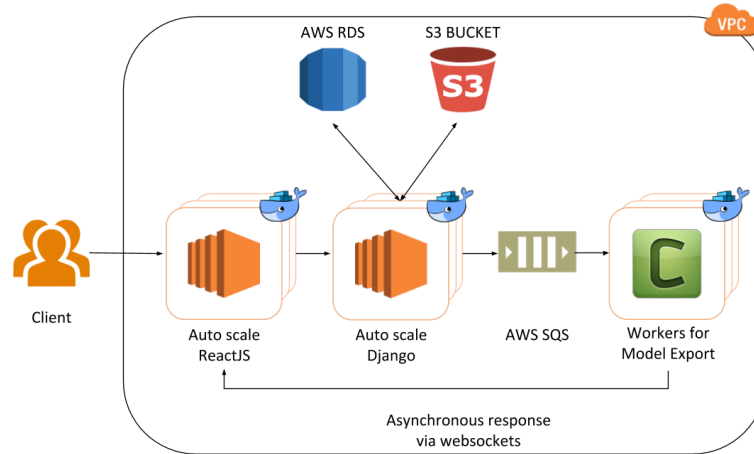 AWS RDS
S3 BUCKET
VPC
S3
C
Client
Auto scale
ReactJS
Auto scale
Django
AWS SQS
Workers for
Model Export
Asynchronous response
via websockets